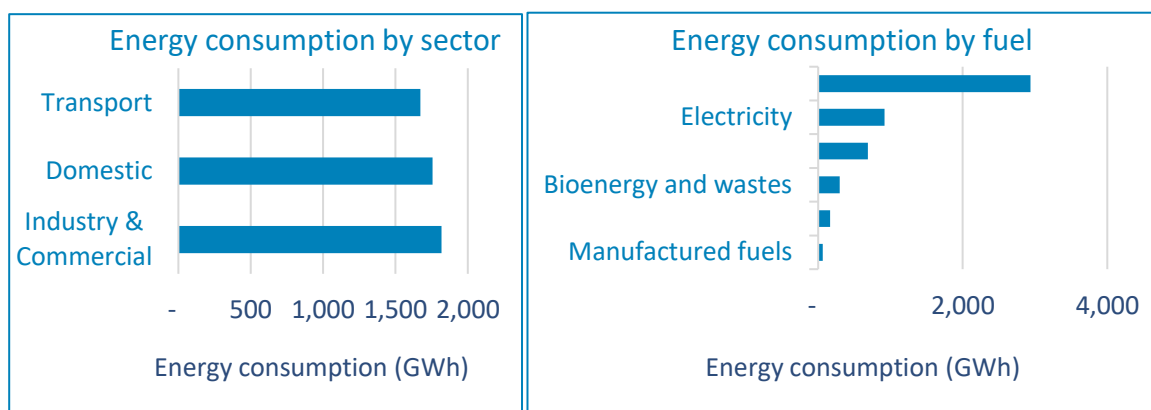 Energy consumption by sector
Transport
Domestic
Industry &
Commercial
- 500 1,000 1,500 2,000
Energy consumption (GWh)
Energy consumption by fuel
Electricity
Bioenergy and wastes
Manufactured fuels
- 2,000 4,000
Energy consumption (GWh)